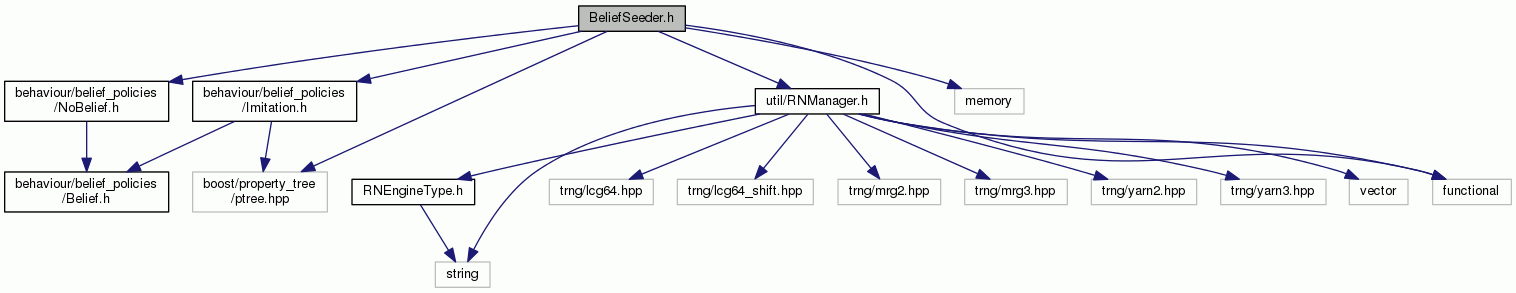 BeliefSeeder.h
behaviour/belief_policies
/NoBelief.h
behaviour/belief_policies
/Imitation.h
util/RNManager.h
memory
behaviour/belief_policies
/Belief.h
boost/property_tree
/ptree.hpp
RNEngineType.h
trng/lcg64.hpp
trng/lcg64_shift.hpp
trng/mrg2.hpp
trng/mrg3.hpp
trng/yarn2.hpp
trng/yarn3.hpp
vector
functional
string